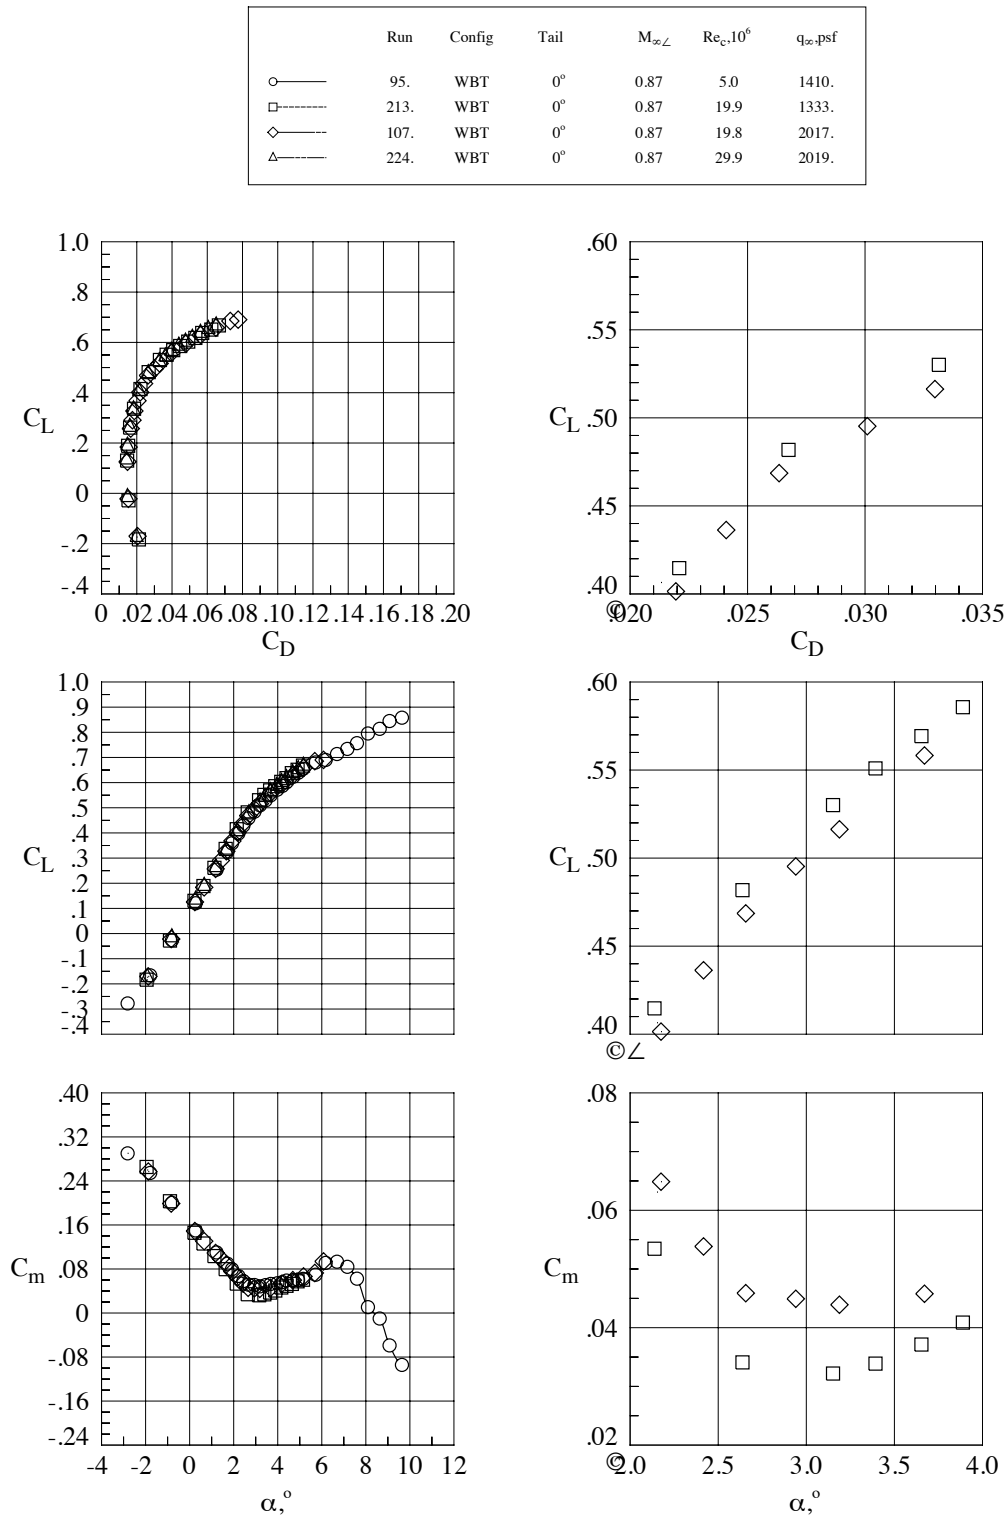 Run Config Tail M∞∠ Rec,10⁶ q∞,psf
95. WBT 0º 0.87 5.0 1410.
213. WBT 0º 0.87 19.9 1333.
107. WBT 0º 0.87 19.8 2017.
224. WBT 0º 0.87 29.9 2019.
1.0
.8
.6
.4
.2
0
-.2
-.4
CL
0 .02 .04 .06 .08 .10 .12 .14 .16 .18 .20
CD
.60
.55
.50
.45
.40
CL
©
.020 .025 .030 .035
CD
1.0
.9
.8
.7
.6
.5
.4
.3
.2
.1
0
-.1
-.2
-.3
-.4
CL
.60
.55
.50
.45
.40
CL
©∠
.40
.32
.24
.16
.08
0
-.08
-.16
-.24
Cm
-4 -2 0 2 4 6 8 10 12
α,º
.08
.06
.04
.02
Cm
©
2.0 2.5 3.0 3.5 4.0
α,º